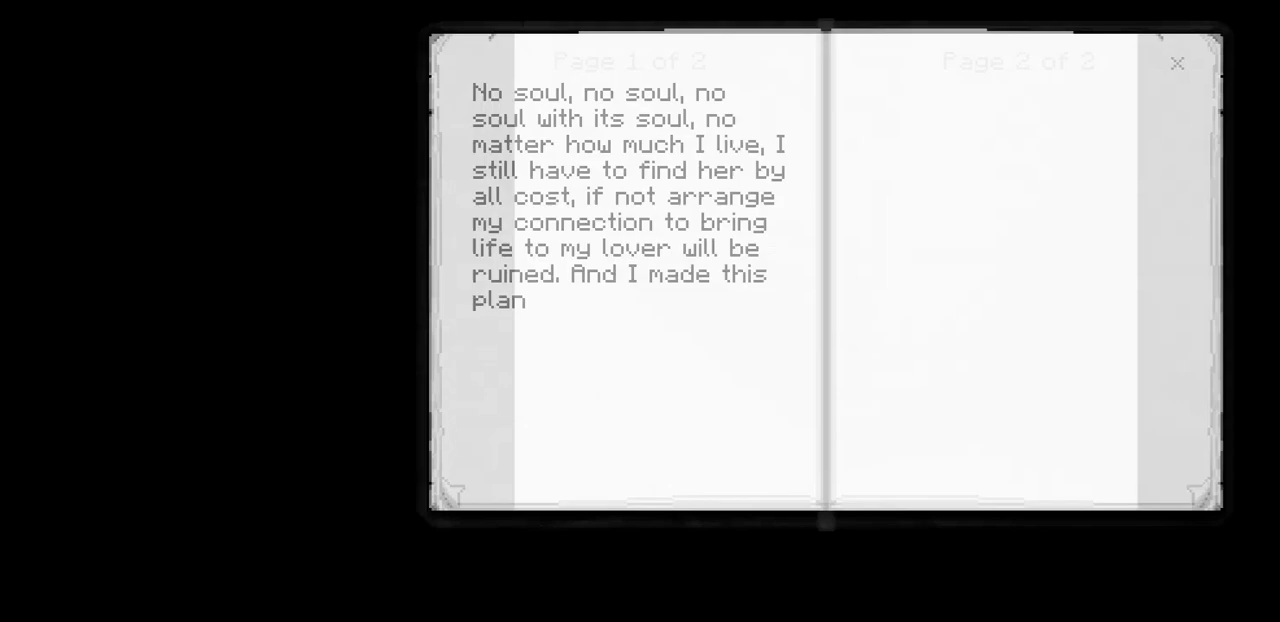 Page 1 of 2
No soul, no soul, no
soul with its soul, no
matter how much I live, I
still have to find her by
all cost, if not arrange
my connection to bring
life to my lover will be
ruined. And I made this
plan
Page 2 of 2